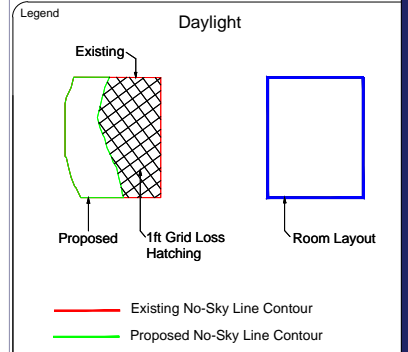 Legend
Daylight
Existing
Proposed
1ft Grid Loss
Hatching
Room Layout
Existing No-Sky Line Contour
Proposed No-Sky Line Contour